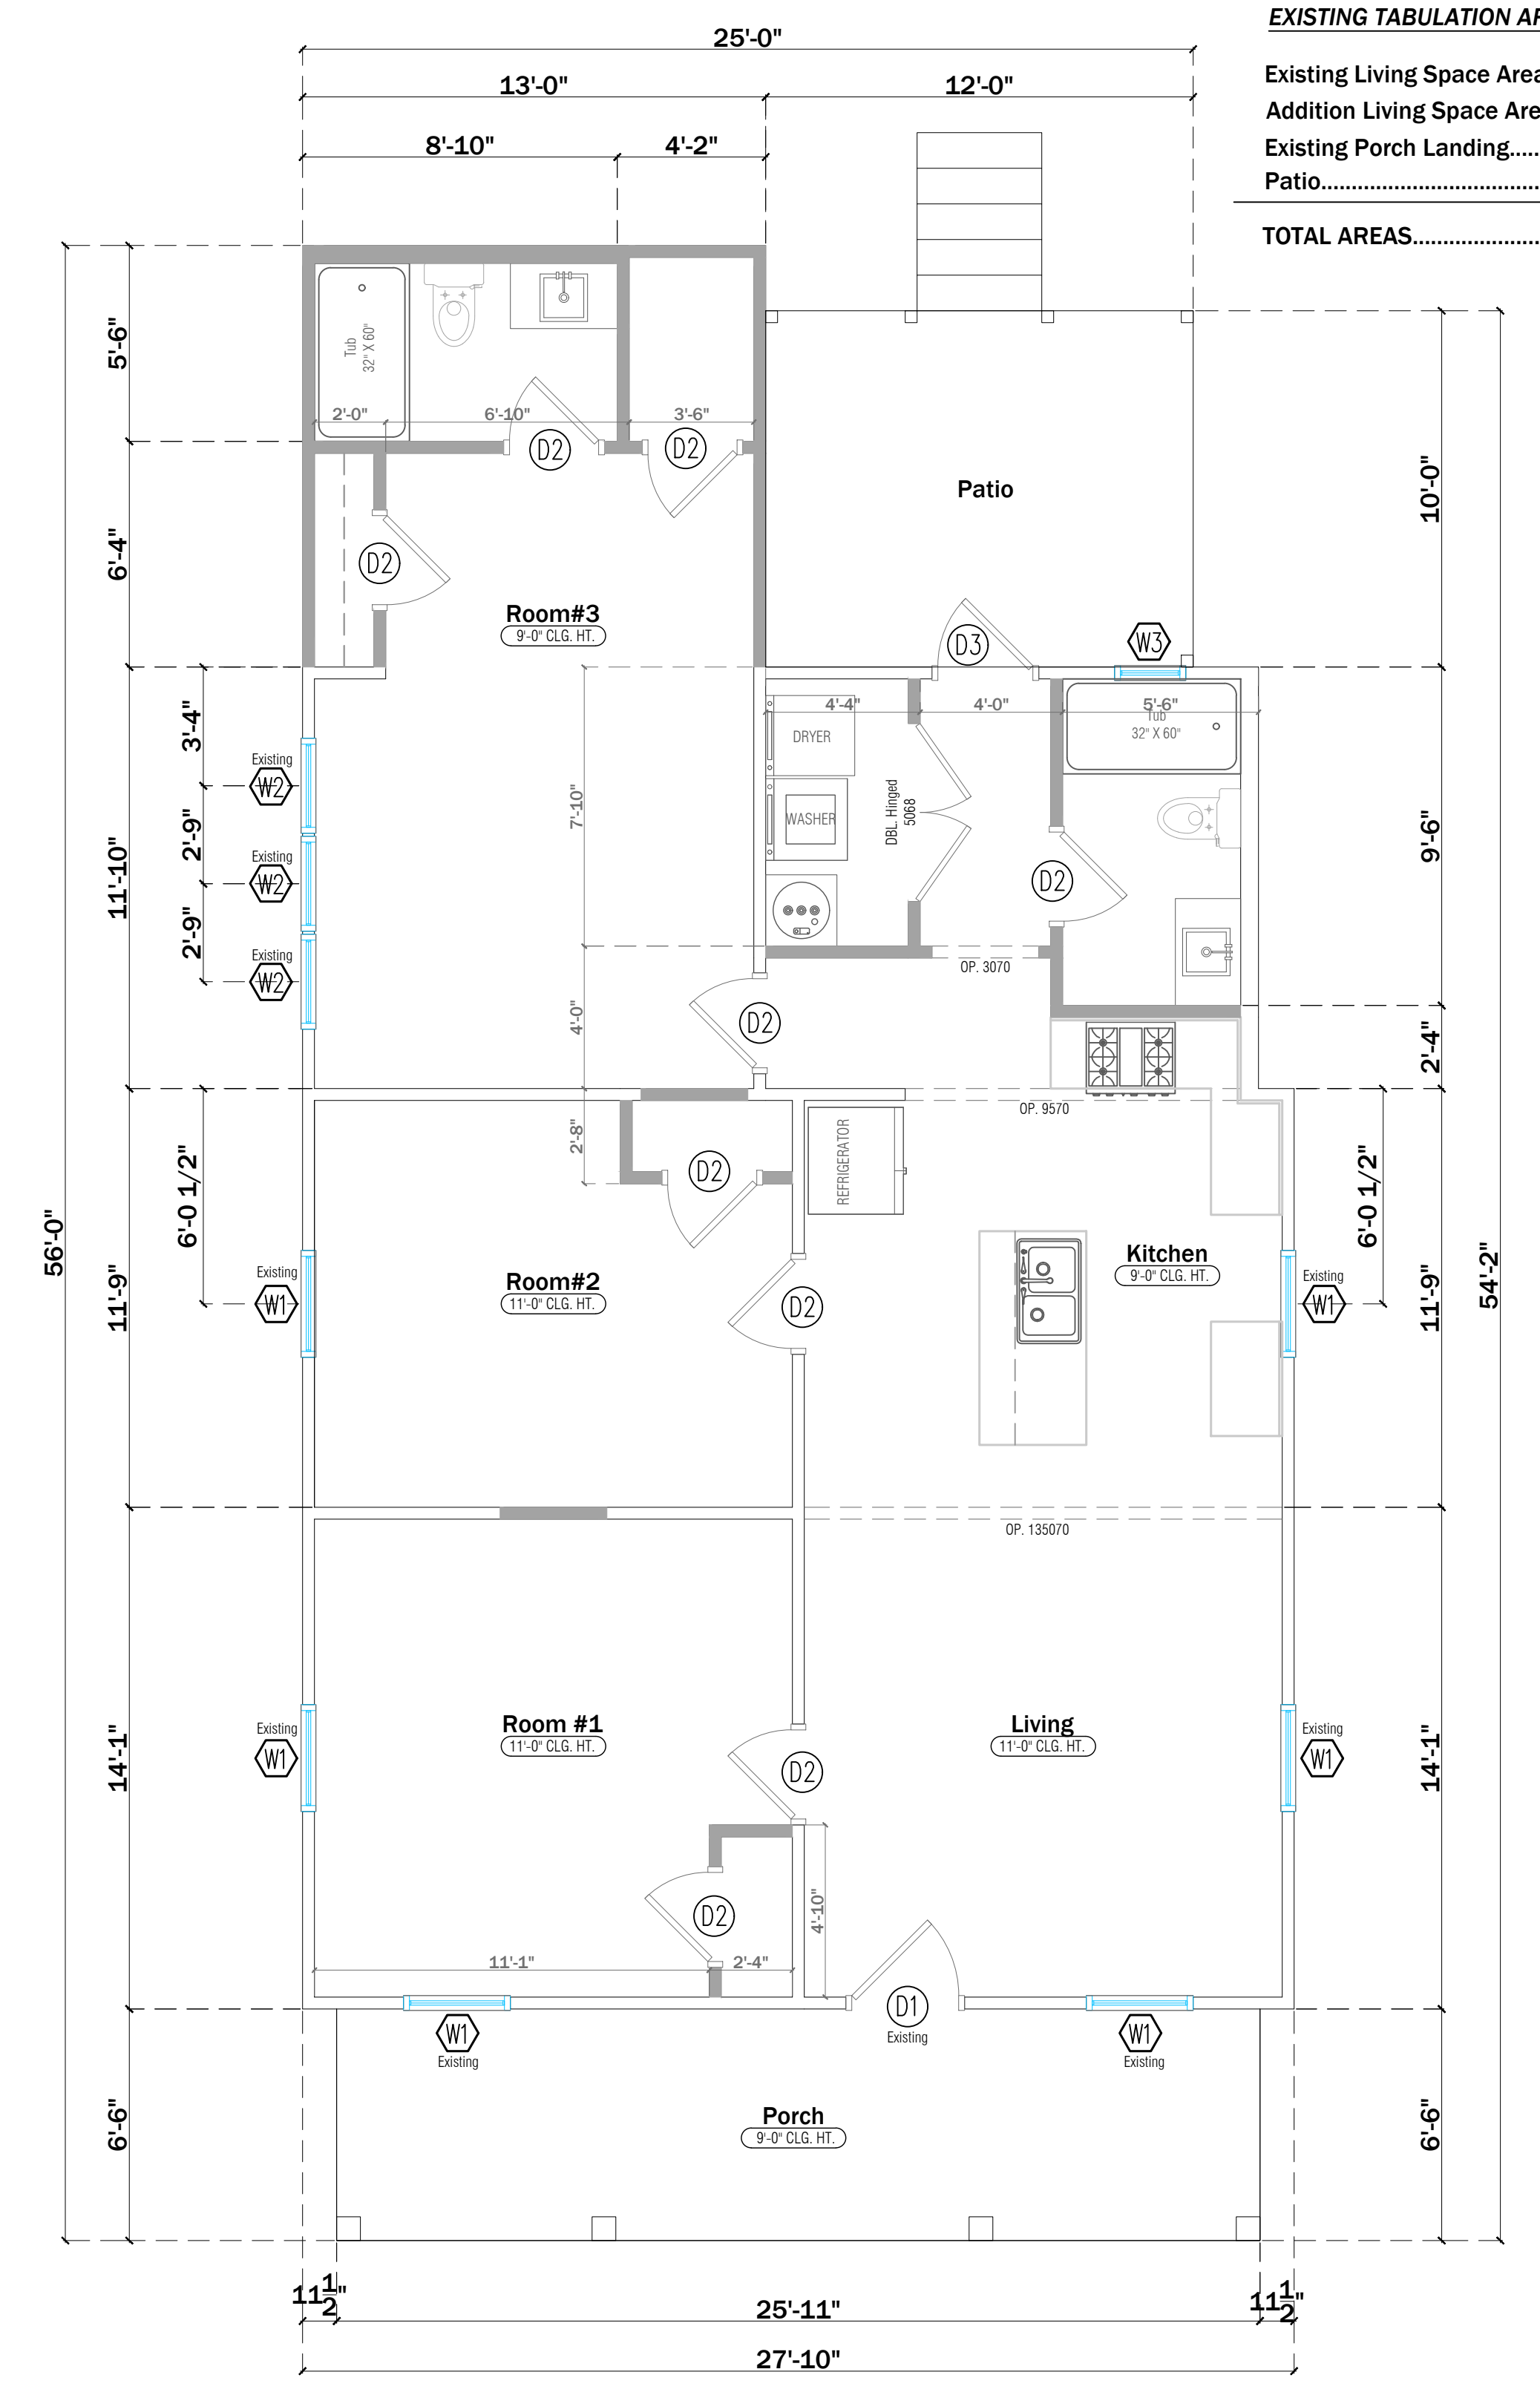 EXISTING TABULATION AR
Existing Living Space Area
Addition Living Space Are
Existing Porch Landing.....
Patio....................................
TOTAL AREAS.....................
25'-0"
13'-0"
12'-0"
8'-10"
4'-2"
5'-6"
6'-4"
11'-10"
11'-9"
14'-1"
6'-6"
56'-0"
3'-4"
2'-9"
2'-9"
6'-0 1/2"
Tub
32" X 60"
2'-0"
6'-10"
3'-6"
D2
D2
D2
Room#3
9'-0" CLG. HT.
Patio
D3
W3
10'-0"
9'-6"
2'-4"
11'-9"
14'-1"
6'-6"
54'-2"
6'-0 1/2"
4'-4"
4'-0"
5'-6"
Tub
32" X 60"
DRYER
WASHER
DBL. Hinged
5068
D2
OP. 3070
Existing
W2
Existing
W2
Existing
W2
7'-10"
4'-0"
2'-8"
D2
OP. 9570
D2
REFRIGERATOR
Kitchen
9'-0" CLG. HT.
Room#2
11'-0" CLG. HT.
D2
Existing
W1
Existing
W1
OP. 135070
Room #1
11'-0" CLG. HT.
Living
11'-0" CLG. HT.
Existing
W1
Existing
W1
D2
D2
4'-10"
11'-1"
2'-4"
W1
Existing
D1
Existing
W1
Existing
Porch
9'-0" CLG. HT.
11 1/2"
25'-11"
11 1/2"
27'-10"